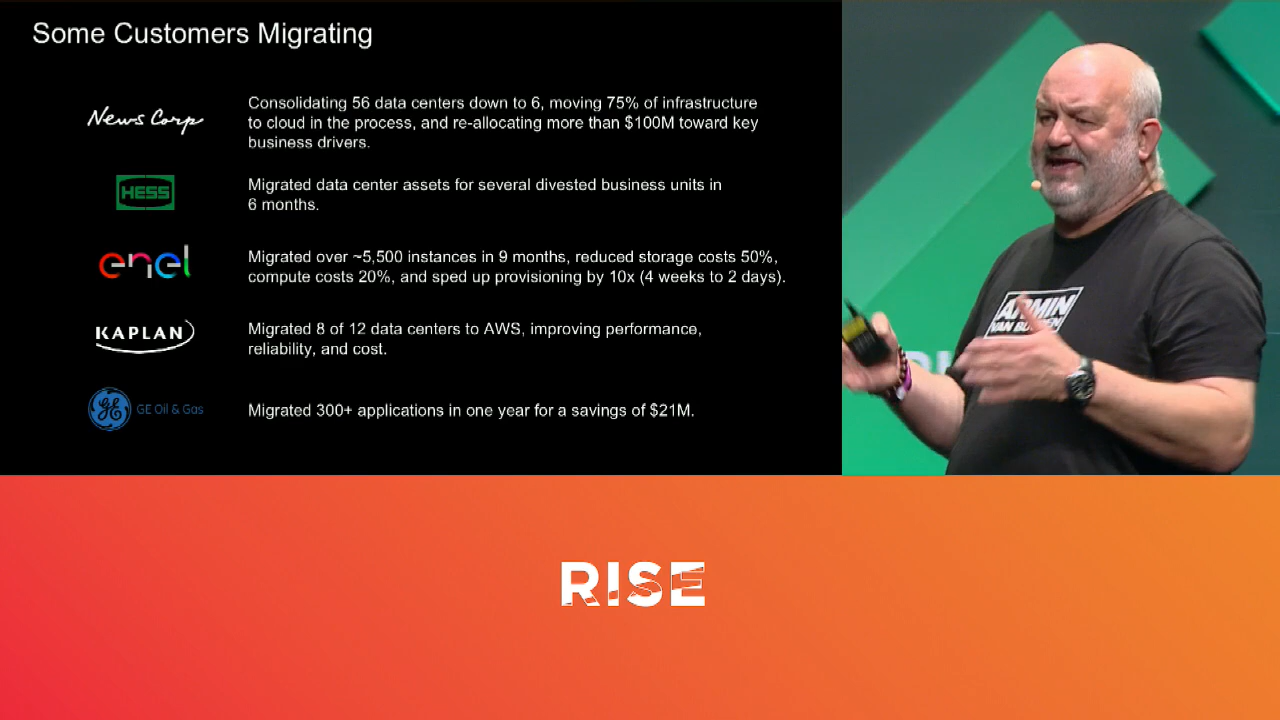 Some Customers Migrating
News Corp
Consolidating 56 data centers down to 6, moving 75% of infrastructure
to cloud in the process, and re-allocating more than $100M toward key
business drivers.
HESS
Migrated data center assets for several divested business units in
6 months.
enel
Migrated over ~5,500 instances in 9 months, reduced storage costs 50%,
compute costs 20%, and sped up provisioning by 10x (4 weeks to 2 days).
KAPLAN
Migrated 8 of 12 data centers to AWS, improving performance,
reliability, and cost.
GE GE Oil & Gas
Migrated 300+ applications in one year for a savings of $21M.
ARMIN
VAN
RISE